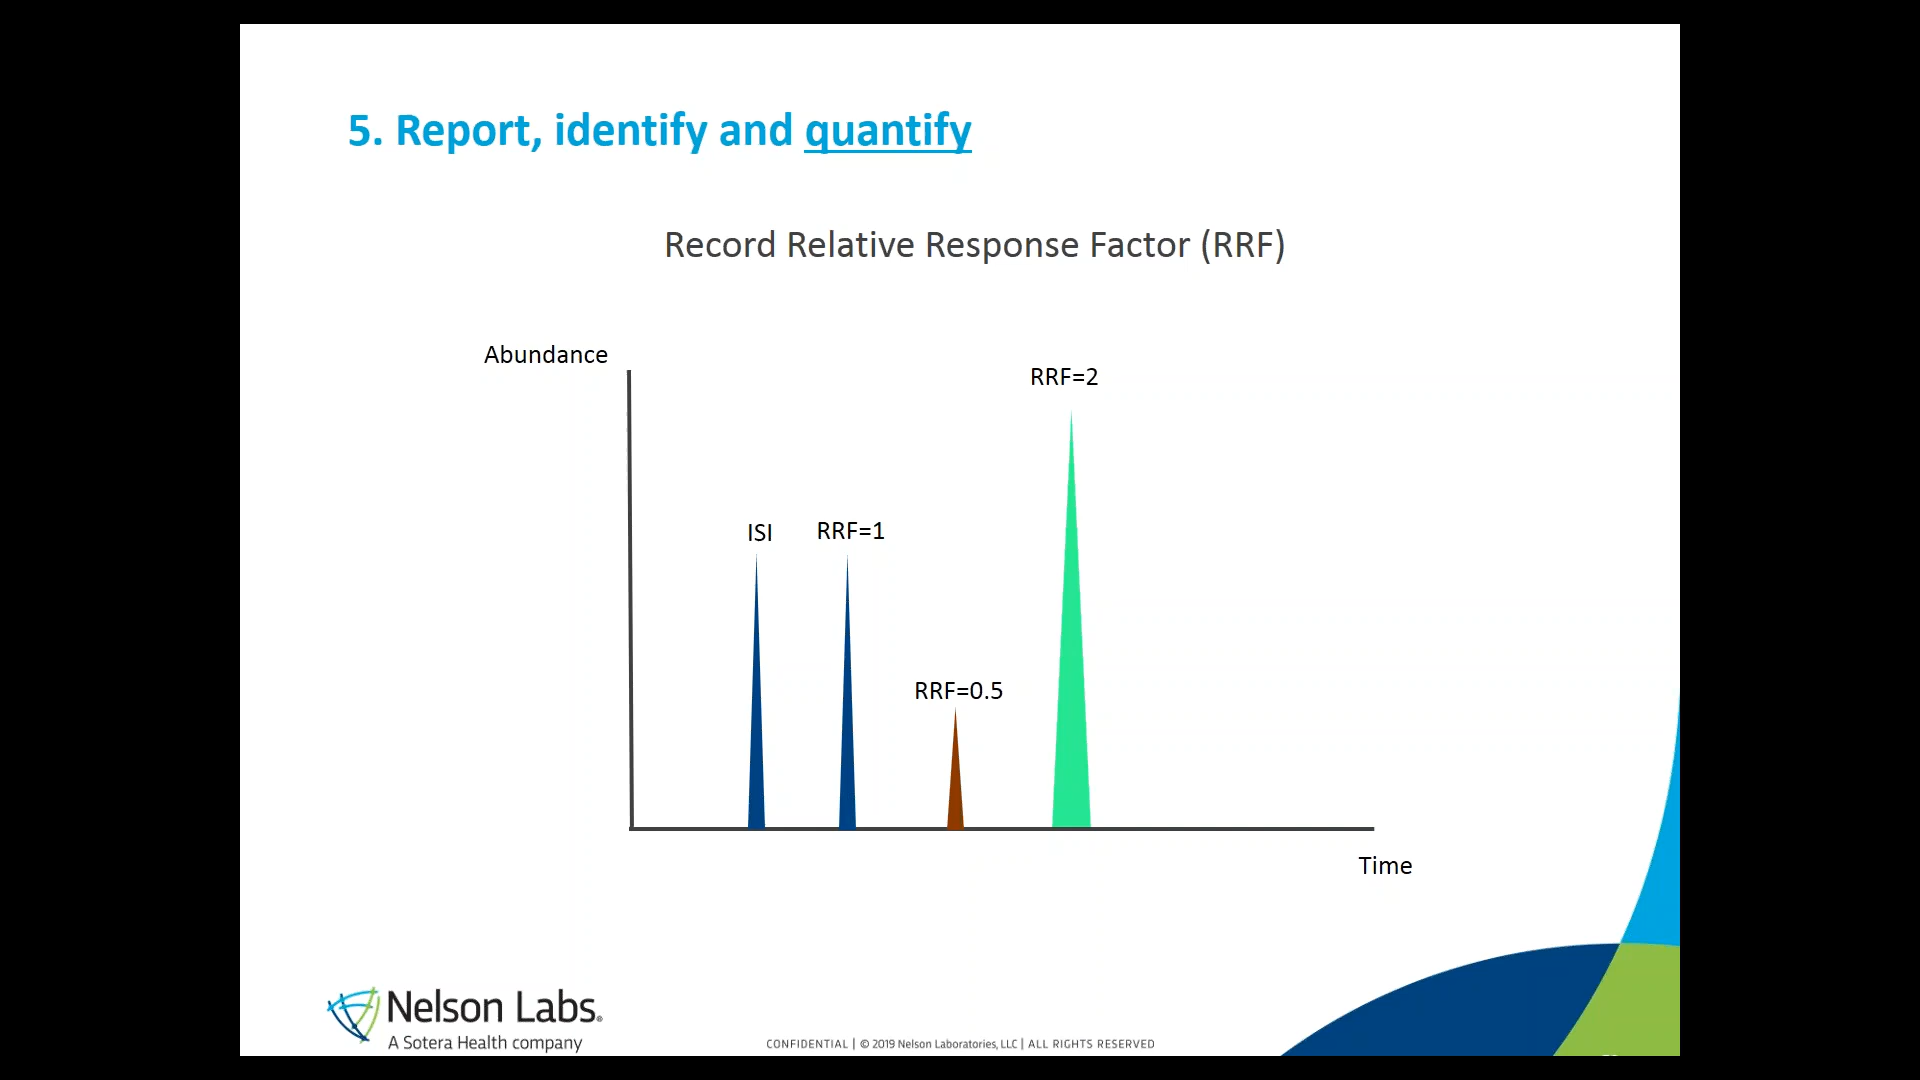 5. Report, identify and quantify
Record Relative Response Factor (RRF)
Abundance
RRF=2
ISI
RRF=1
RRF=0.5
Time
Nelson Labs®
A Sotera Health company
CONFIDENTIAL | © 2019 Nelson Laboratories, LLC | ALL RIGHTS RESERVED